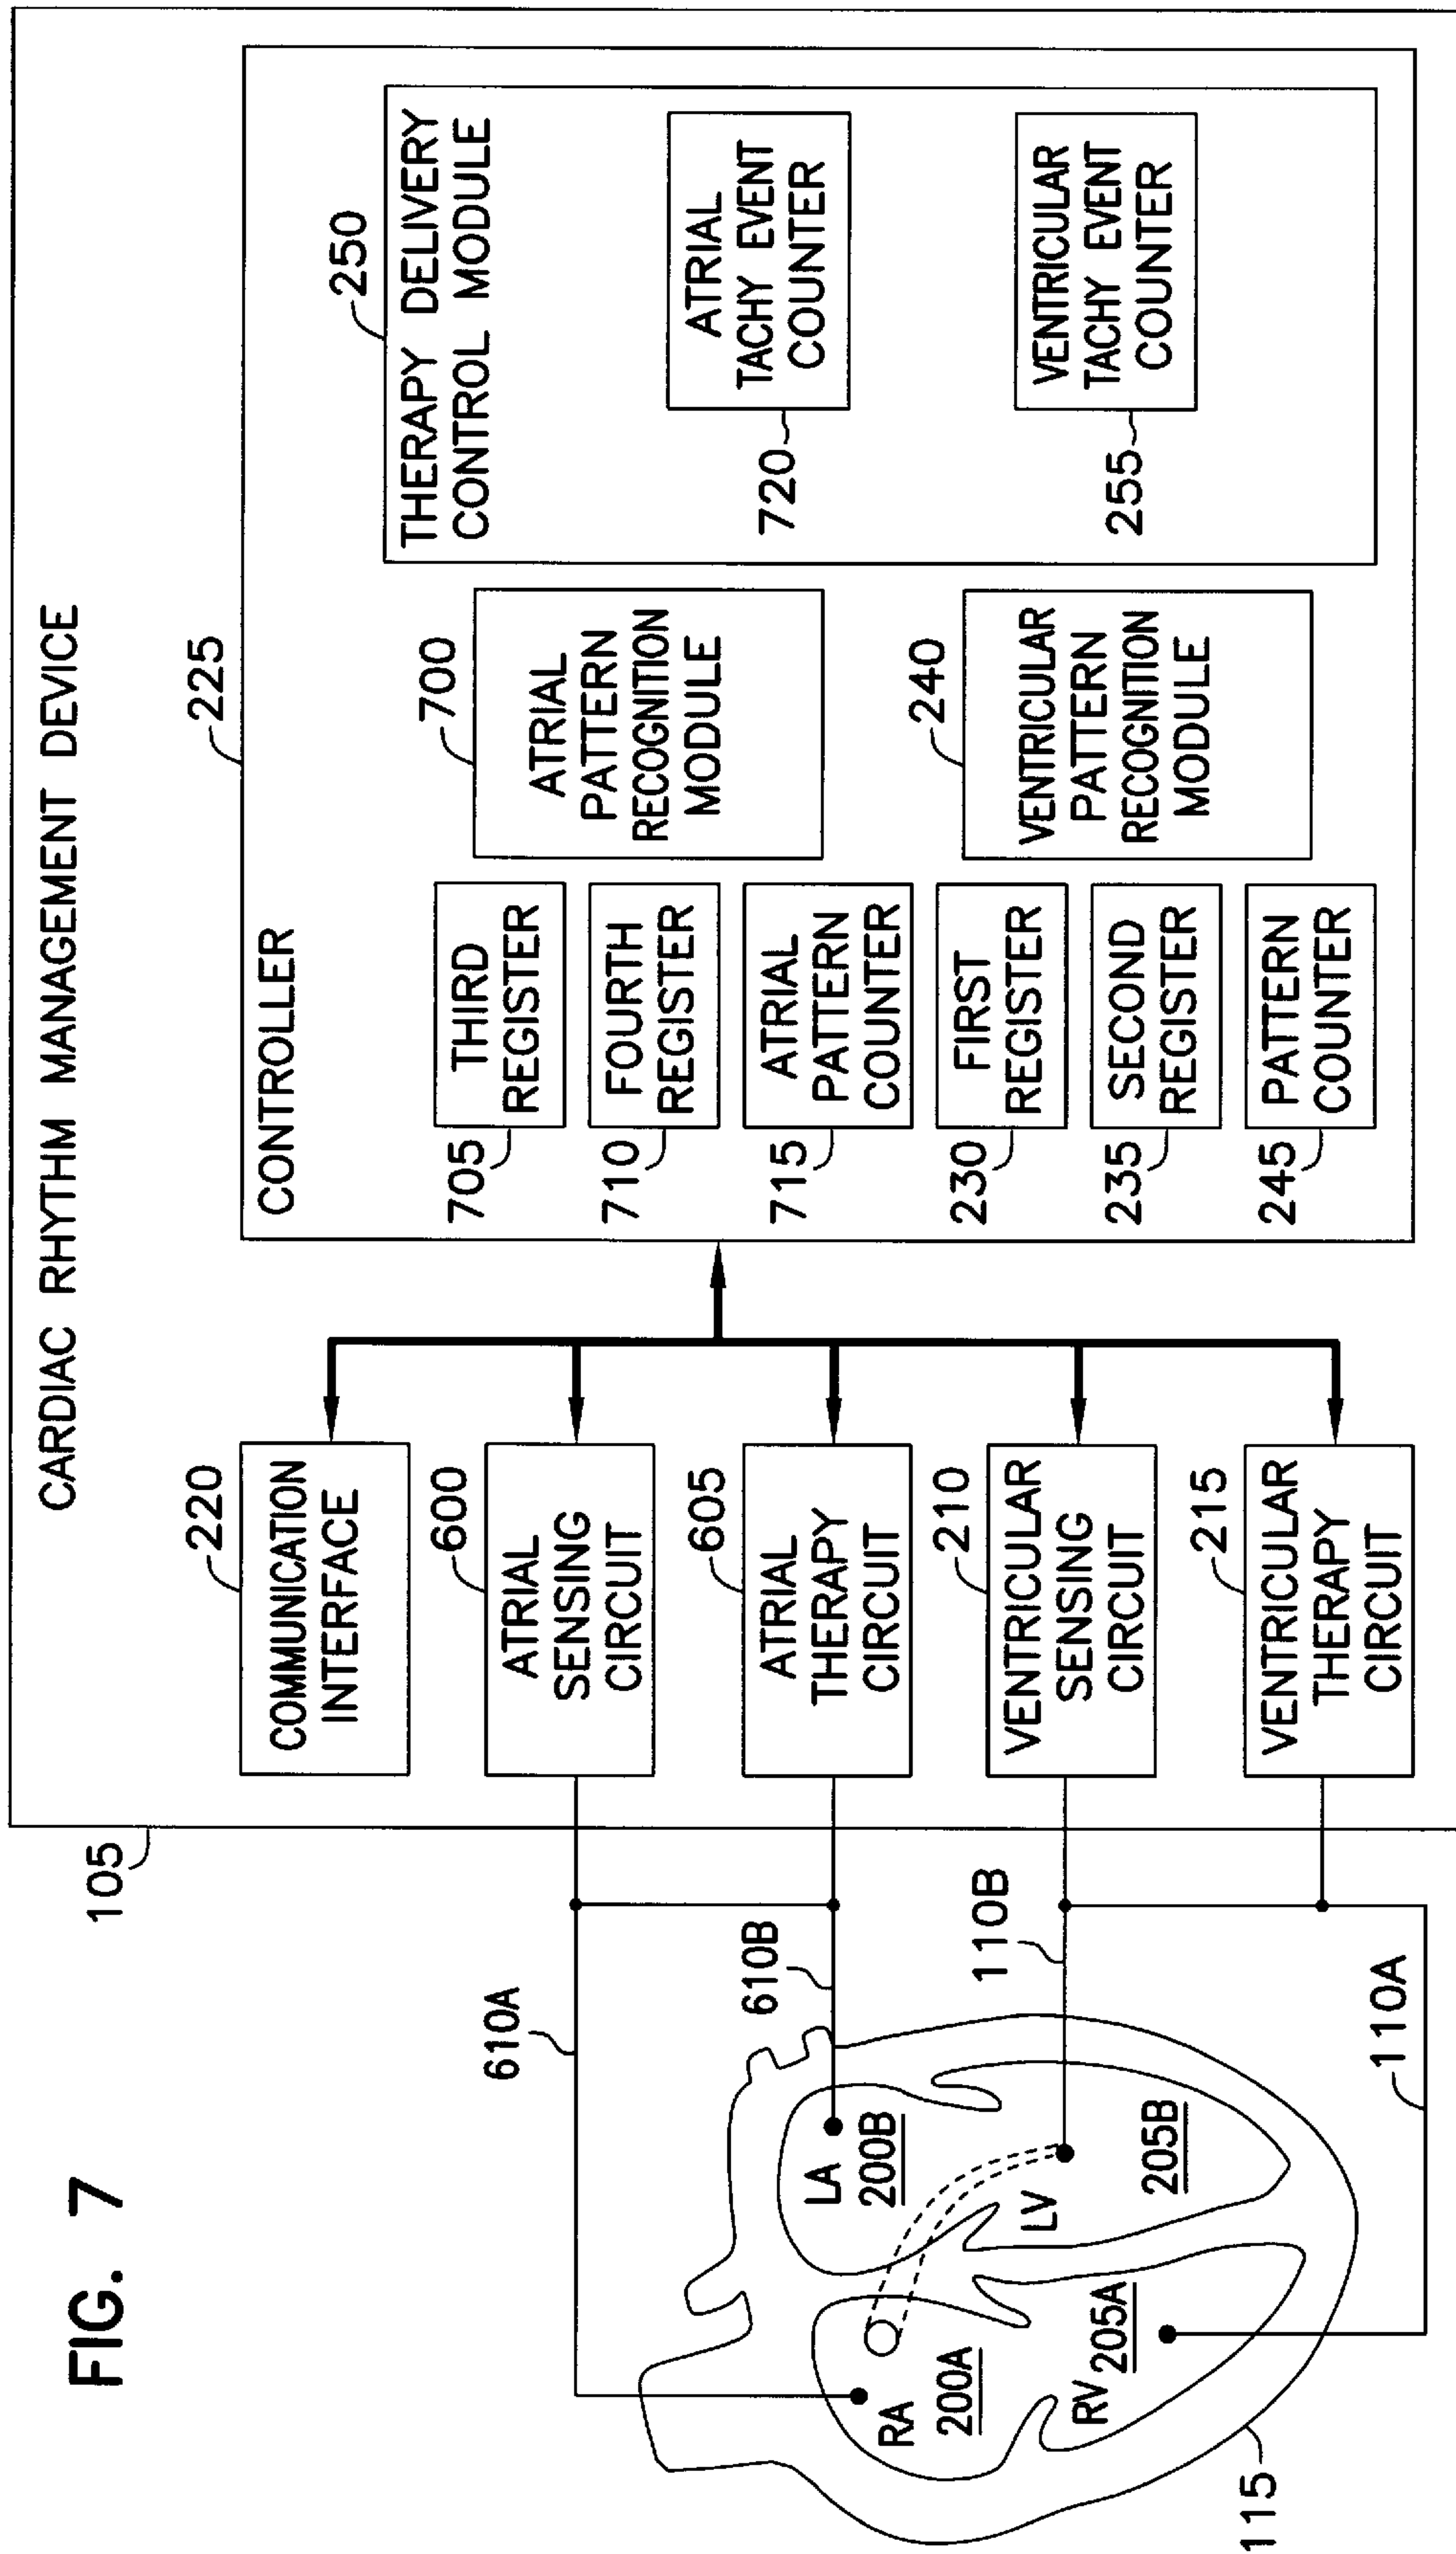 FIG. 7
CARDIAC RHYTHM MANAGEMENT DEVICE
105
220
COMMUNICATION
INTERFACE
600
ATRIAL
SENSING
CIRCUIT
605
ATRIAL
THERAPY
CIRCUIT
210
VENTRICULAR
SENSING
CIRCUIT
215
VENTRICULAR
THERAPY
CIRCUIT
610A
610B
110B
110A
LA
200B
LV
205B
RA
200A
RV
205A
115
225
CONTROLLER
705
THIRD
REGISTER
710
FOURTH
REGISTER
715
ATRIAL
PATTERN
COUNTER
230
FIRST
REGISTER
235
SECOND
REGISTER
245
PATTERN
COUNTER
700
ATRIAL
PATTERN
RECOGNITION
MODULE
240
VENTRICULAR
PATTERN
RECOGNITION
MODULE
250
THERAPY DELIVERY
CONTROL MODULE
720
ATRIAL
TACHY EVENT
COUNTER
255
VENTRICULAR
TACHY EVENT
COUNTER